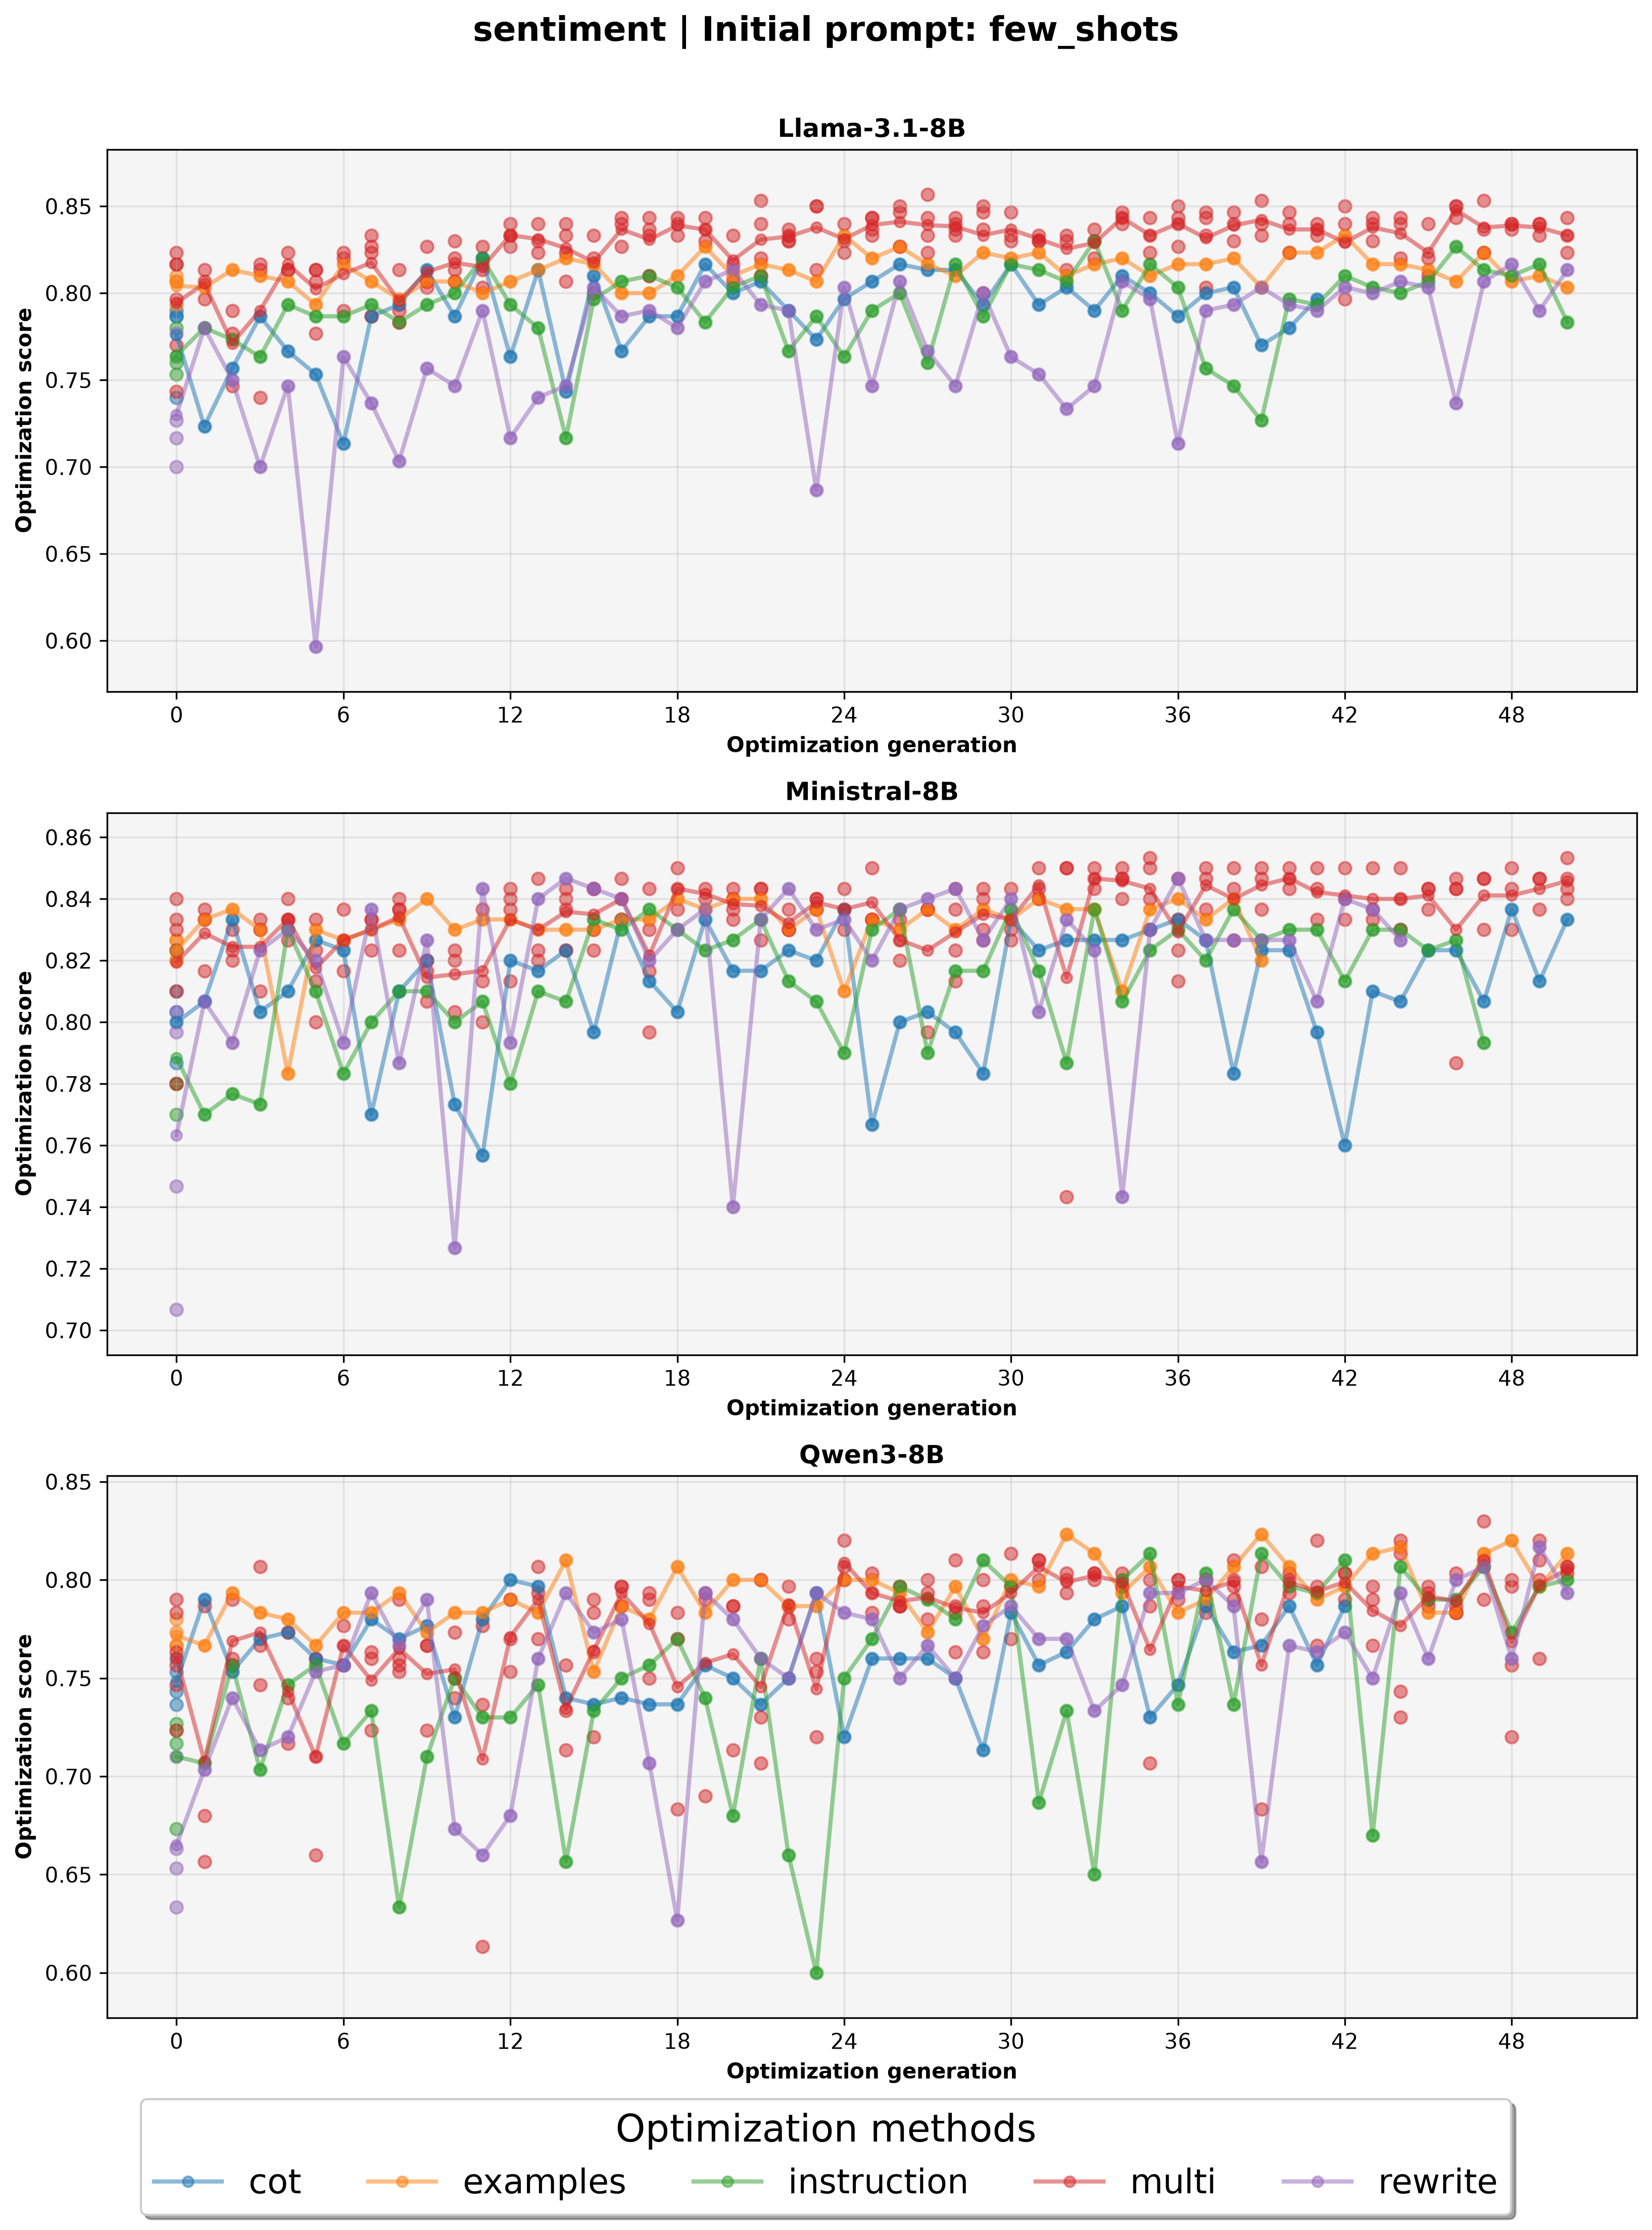 sentiment | Initial prompt: few_shots
Llama-3.1-8B
Optimization score
0.85
0.80
0.75
0.70
0.65
0.60
0 6 12 18 24 30 36 42 48
Optimization generation
Ministral-8B
Optimization score
0.86
0.84
0.82
0.80
0.78
0.76
0.74
0.72
0.70
0 6 12 18 24 30 36 42 48
Optimization generation
Qwen3-8B
Optimization score
0.85
0.80
0.75
0.70
0.65
0.60
0 6 12 18 24 30 36 42 48
Optimization generation
Optimization methods
cot examples instruction multi rewrite